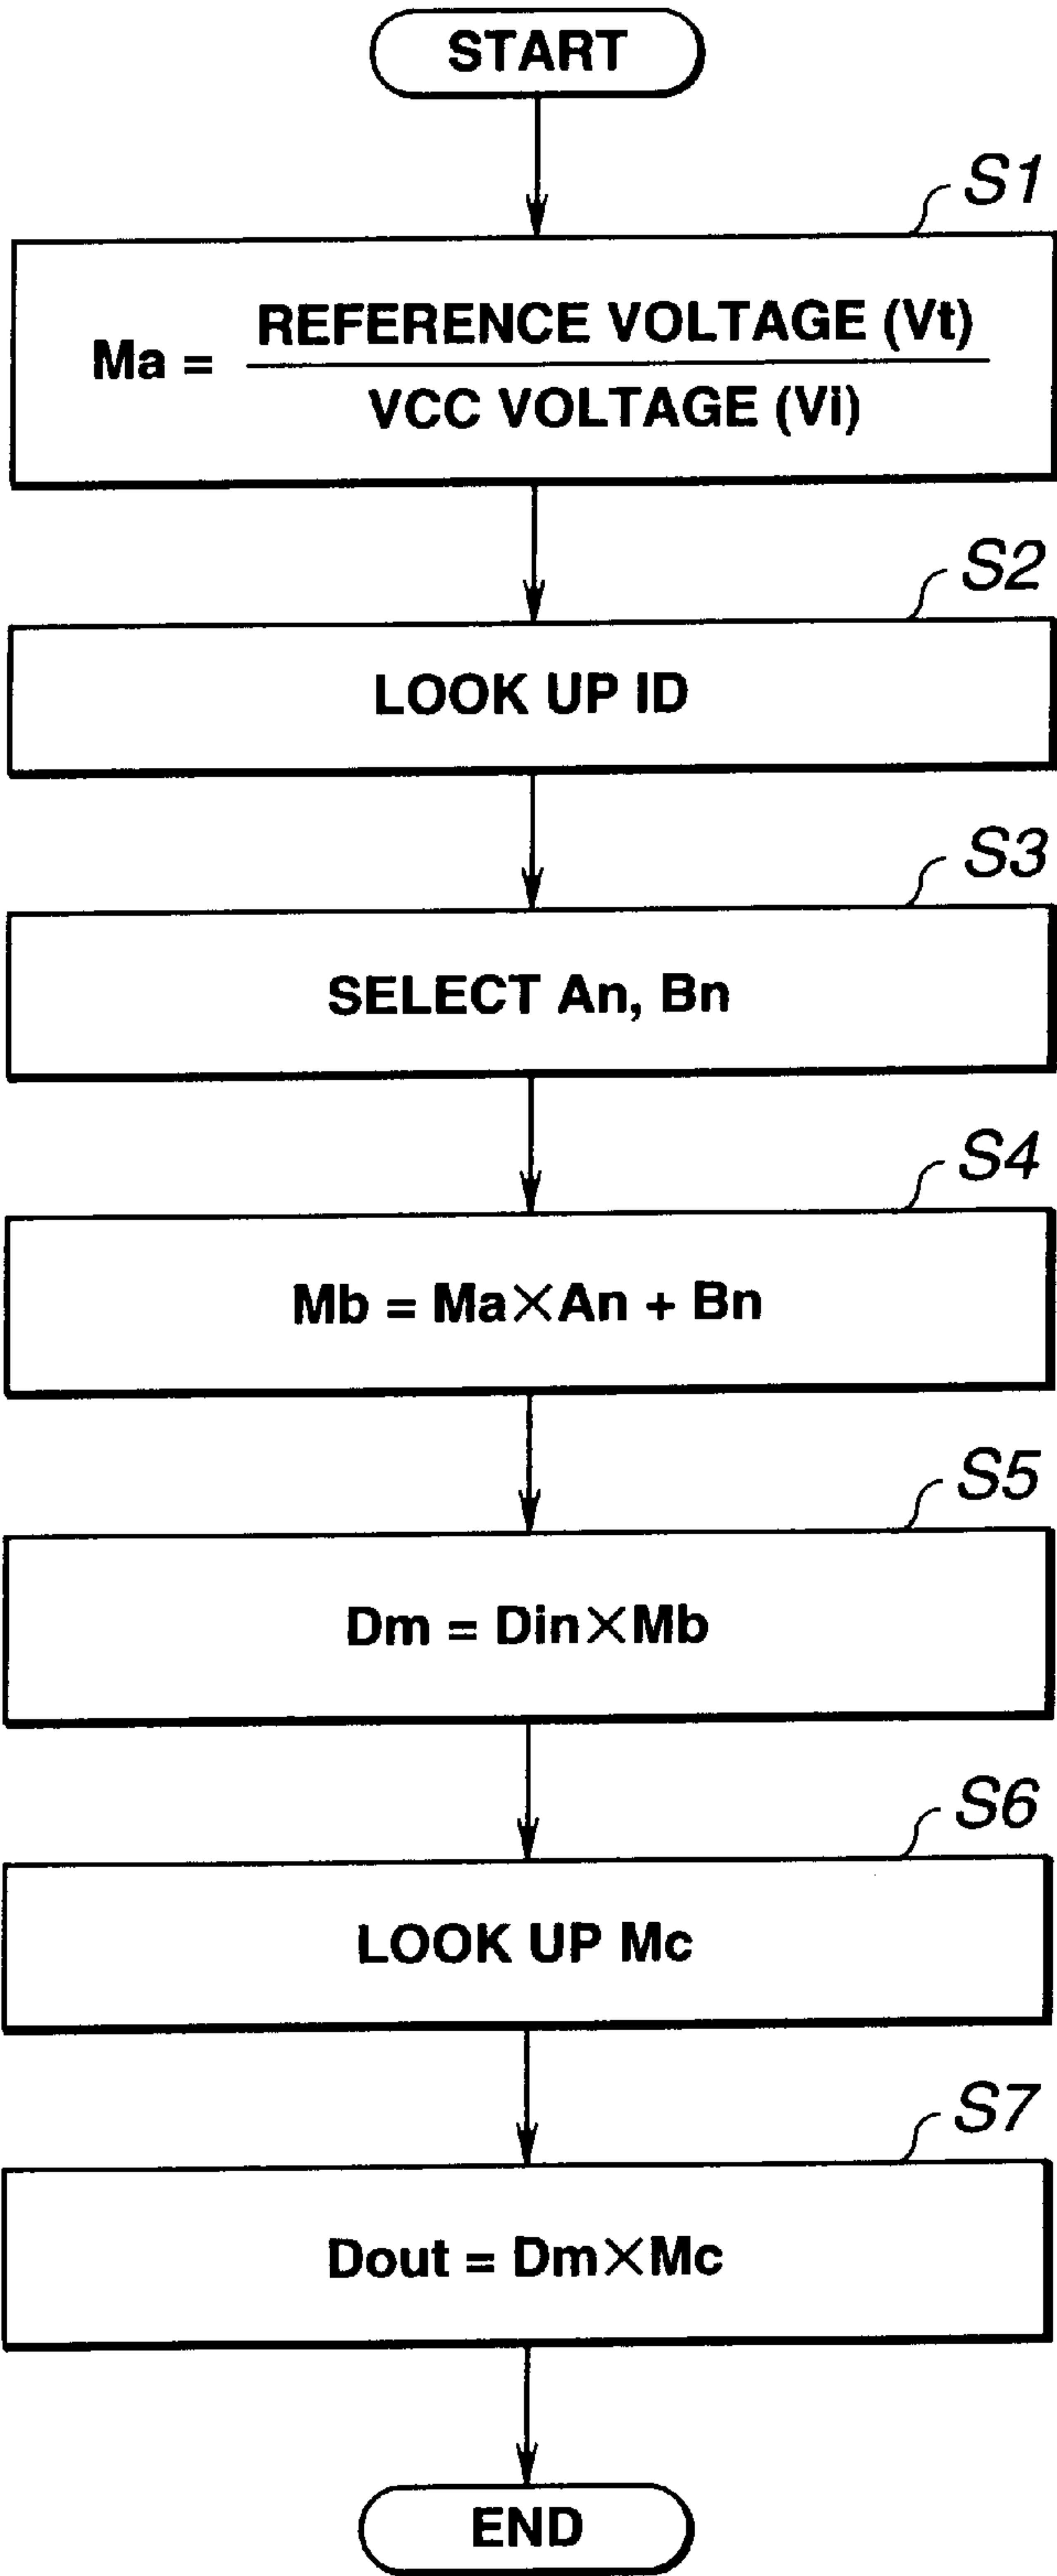 START
S1
Ma = REFERENCE VOLTAGE (Vt)
VCC VOLTAGE (Vi)
S2
LOOK UP ID
S3
SELECT An, Bn
S4
Mb = Ma×An + Bn
S5
Dm = Din×Mb
S6
LOOK UP Mc
S7
Dout = Dm×Mc
END